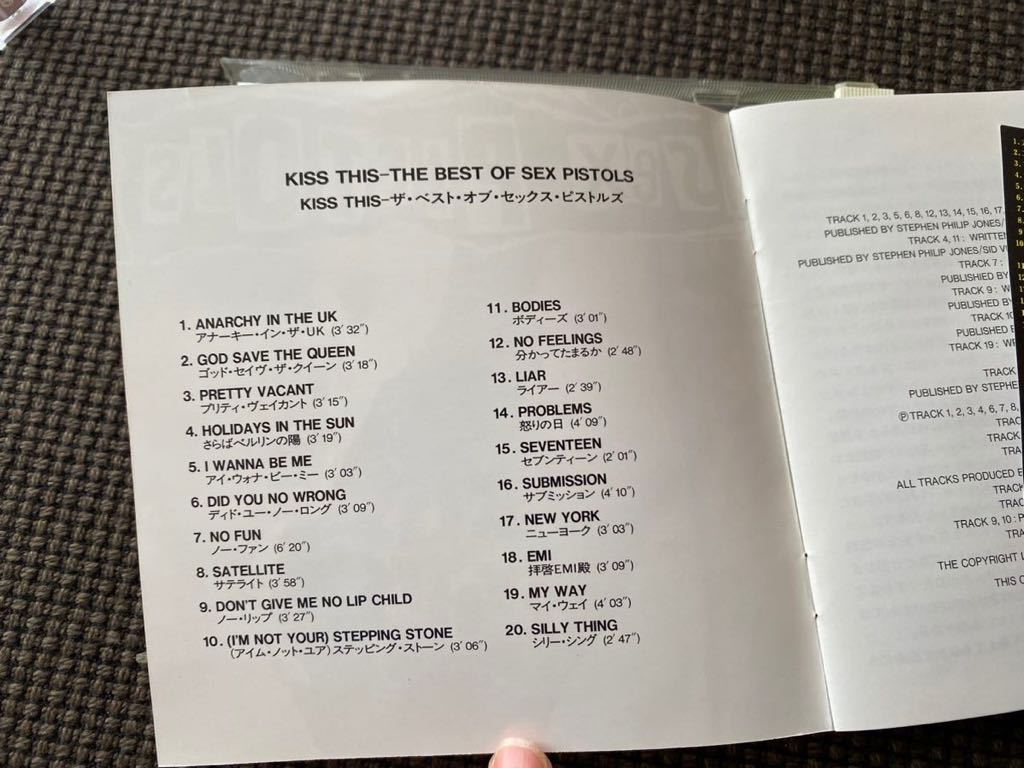 KISS THIS–THE BEST OF SEX PISTOLS
KISS THIS–ザ・ベスト・オブ・セックス・ピストルズ
1. ANARCHY IN THE UK
アナーキー・イン・ザ・UK (3′32″)
2. GOD SAVE THE QUEEN
ゴッド・セイヴ・ザ・クイーン (3′18″)
3. PRETTY VACANT
プリティ・ヴェイカント (3′15″)
4. HOLIDAYS IN THE SUN
さらばベルリンの陽 (3′19″)
5. I WANNA BE ME
アイ・ウォナ・ビー・ミー (3′03″)
6. DID YOU NO WRONG
ディド・ユー・ノー・ロング (3′09″)
7. NO FUN
ノー・ファン (6′20″)
8. SATELLITE
サテライト (3′58″)
9. DON'T GIVE ME NO LIP CHILD
ノー・リップ (3′27″)
10. (I'M NOT YOUR) STEPPING STONE
(アイム・ノット・ユア)ステッピング・ストーン (3′06″)
11. BODIES
ボディーズ (3′01″)
12. NO FEELINGS
分かってたまるか (2′48″)
13. LIAR
ライアー (2′39″)
14. PROBLEMS
怒りの日 (4′09″)
15. SEVENTEEN
セブンティーン (2′01″)
16. SUBMISSION
サブミッション (4′10″)
17. NEW YORK
ニューヨーク (3′03″)
18. EMI
拝啓EMI殿 (3′09″)
19. MY WAY
マイ・ウェイ (4′03″)
20. SILLY THING
シリー・シング (2′47″)
TRACK 1, 2, 3, 5, 6, 8, 12, 13, 14, 15, 16, 17,
PUBLISHED BY STEPHEN PHILIP JONES/
TRACK 4, 11 : WRITTEN
PUBLISHED BY STEPHEN PHILIP JONES/SID
TRACK 7 :
PUBLISHIED BY
TRACK 9 :
PUBLISHED BY
TRACK 10
PUBLISHED
TRACK 19 :
TRACK
PUBLISHED BY STEPHE
Ⓟ TRACK 1, 2, 3, 4, 6, 7, 8,
TRAC
TRACK
TRA
ALL TRACKS PRODUCED
TRACK
TRAC
TRACK 9, 10 : P
TRA
THE COPYRIGHT
THIS